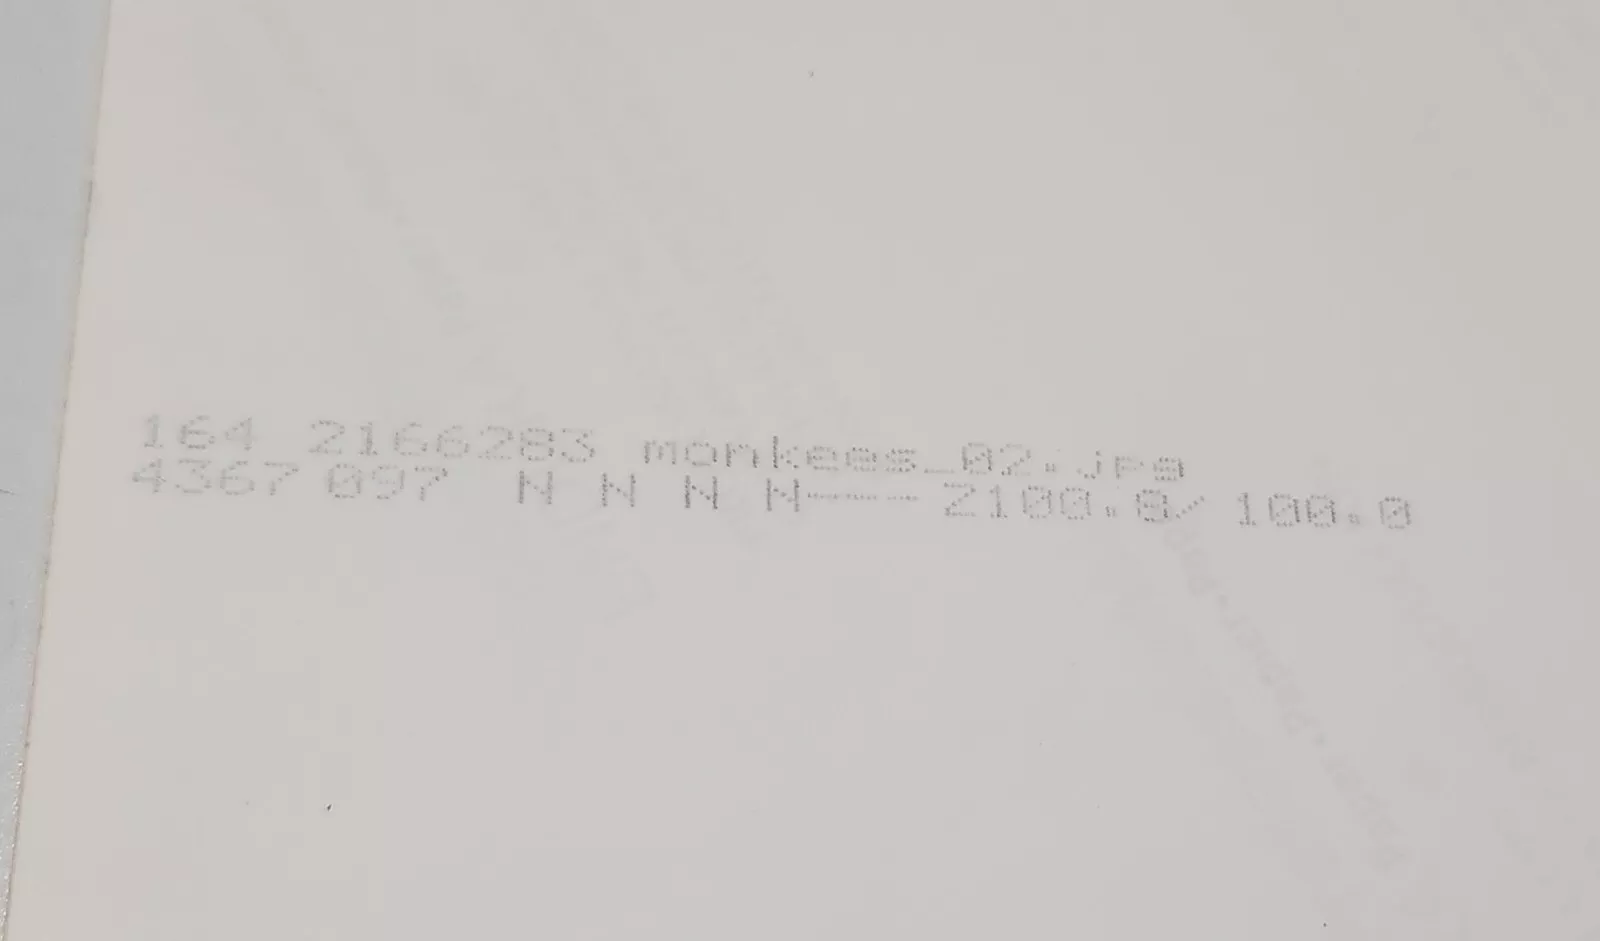 164 2166283 monkees_02.jpg
4367 097 N N N N---- Z100.0/ 100.0